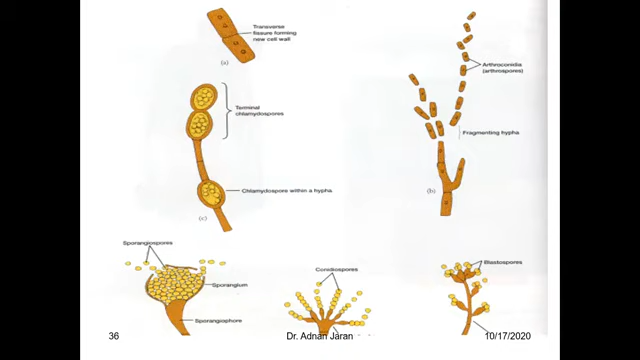 Transverse
fissure forming
new cell wall
(a)
Arthroconidia
(arthrospores)
Terminal
chlamydospores
Fragmenting hypha
Chlamydospore within a hypha
(b)
(c)
Sporangiospores
Conidiospores
Blastospores
Sporangium
Sporangiophore
36
Dr. Adnan Jaran
10/17/2020